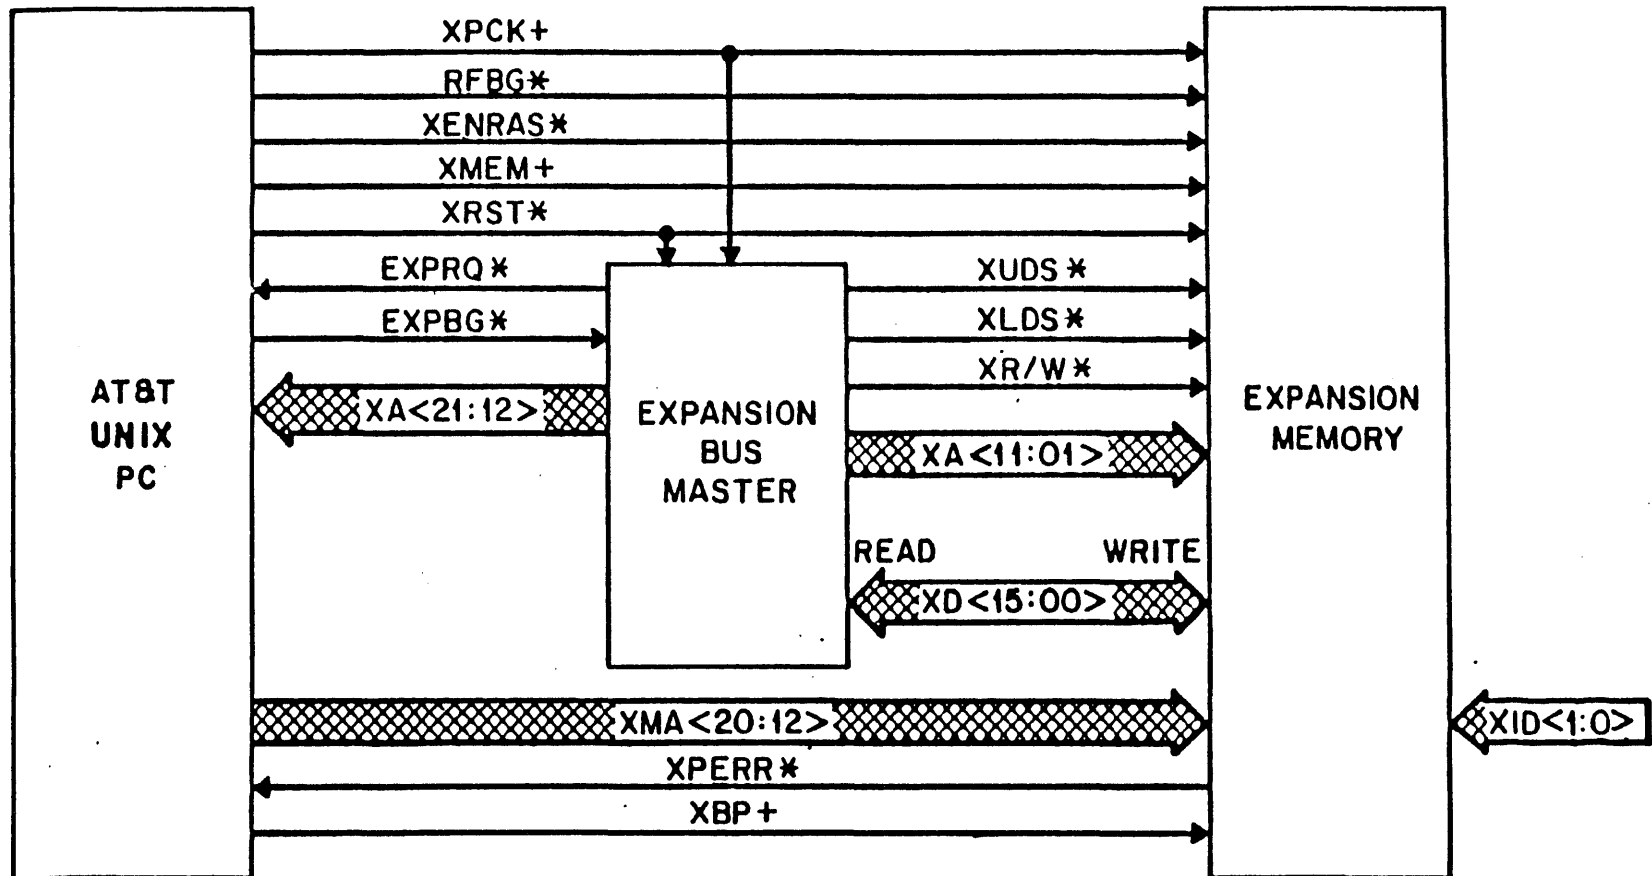 XPCK+
RFBG*
XENRAS*
XMEM+
XRST*
EXPRQ*
XUDS*
EXPBG*
XLDS*
XR/W*
AT&T
UNIX
PC
XA<21:12>
EXPANSION
BUS
MASTER
EXPANSION
MEMORY
XA<11:01>
READ
WRITE
XD<15:00>
XMA<20:12>
XID<1:0>
XPERR*
XBP+